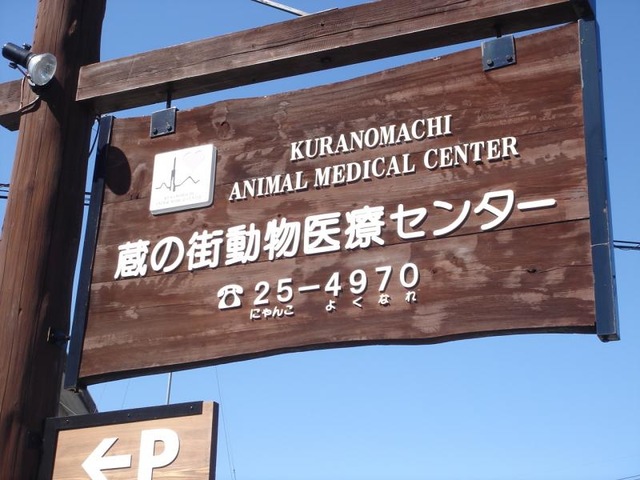 KURANOMACHI
ANIMAL MEDICAL CENTER
蔵の街動物医療センター
☎25-4970
にゃんこ よくなれ
←P